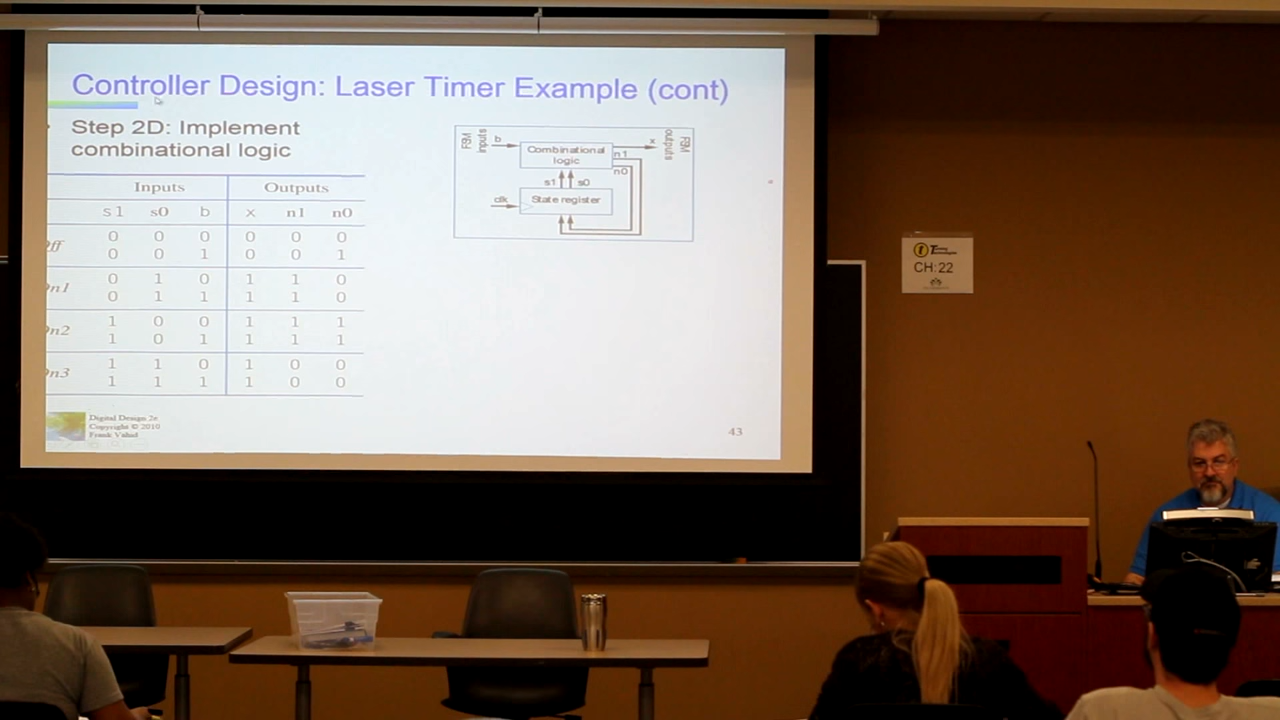 Controller Design: Laser Timer Example (cont)
Step 2D: Implement
combinational logic
Inputs Outputs
s1 s0 b x n1 n0
ff 0 0 0 0 0 0
0 0 1 0 0 1
n1 0 1 0 1 1 0
0 1 1 1 1 0
n2 1 0 0 1 1 1
1 0 1 1 1 1
n3 1 1 0 1 0 0
1 1 1 1 0 0
FSM
inputs
b
Combinational
logic
n1
n0
x
FSM
outputs
s1 s0
clk
State register
Digital Design 2e
Copyright © 2010
Frank Vahid
43
CH:22